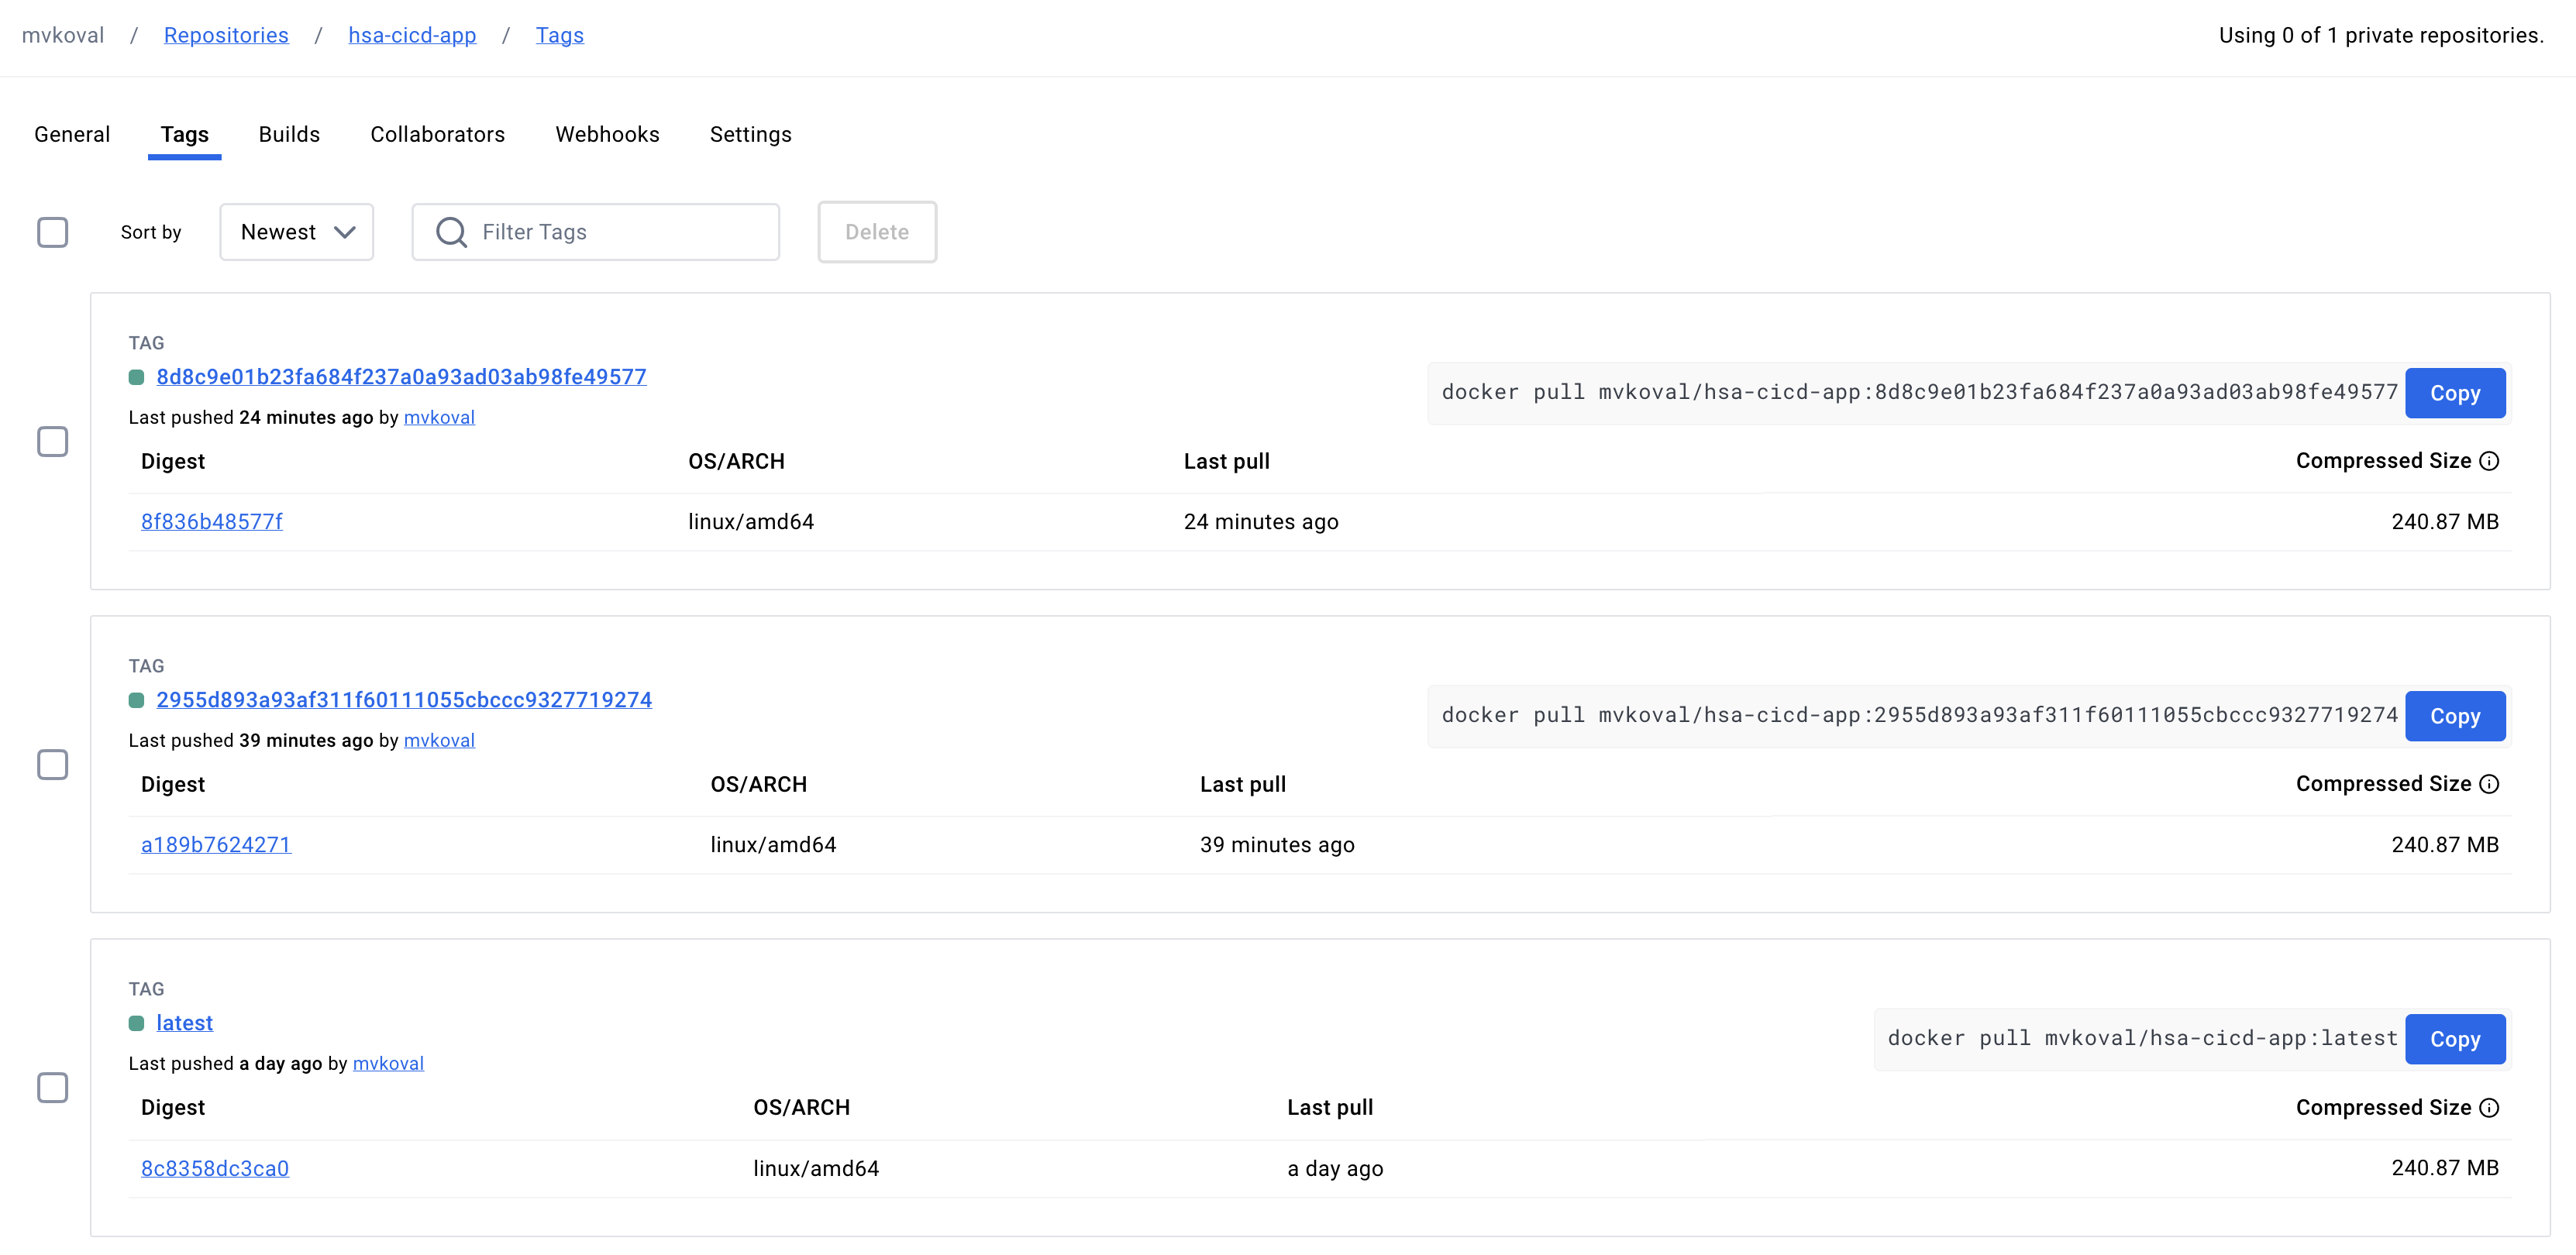 mvkoval / Repositories / hsa-cicd-app / Tags Using 0 of 1 private repositories.
General Tags Builds Collaborators Webhooks Settings
Sort by Newest Filter Tags Delete
TAG
8d8c9e01b23fa684f237a0a93ad03ab98fe49577
docker pull mvkoval/hsa-cicd-app:8d8c9e01b23fa684f237a0a93ad03ab98fe49577 Copy
Last pushed 24 minutes ago by mvkoval
Digest OS/ARCH Last pull Compressed Size
8f836b48577f linux/amd64 24 minutes ago 240.87 MB
TAG
2955d893a93af311f60111055cbccc9327719274
docker pull mvkoval/hsa-cicd-app:2955d893a93af311f60111055cbccc9327719274 Copy
Last pushed 39 minutes ago by mvkoval
Digest OS/ARCH Last pull Compressed Size
a189b7624271 linux/amd64 39 minutes ago 240.87 MB
TAG
latest
docker pull mvkoval/hsa-cicd-app:latest Copy
Last pushed a day ago by mvkoval
Digest OS/ARCH Last pull Compressed Size
8c8358dc3ca0 linux/amd64 a day ago 240.87 MB